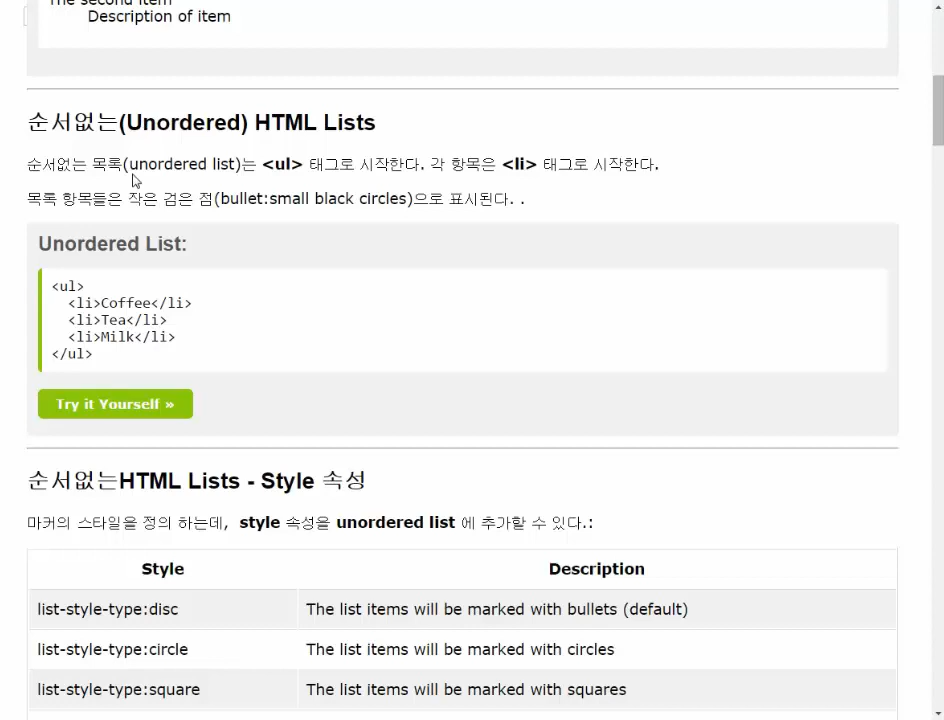 The second item
Description of item
순서없는(Unordered) HTML Lists
순서없는 목록(unordered list)는 <ul> 태그로 시작한다. 각 항목은 <li> 태그로 시작한다.
목록 항목들은 작은 검은 점(bullet:small black circles)으로 표시된다. .
Unordered List:
<ul>
  <li>Coffee</li>
  <li>Tea</li>
  <li>Milk</li>
</ul>
Try it Yourself »
순서없는HTML Lists - Style 속성
마커의 스타일을 정의 하는데, style 속성을 unordered list 에 추가할 수 있다.:
Style Description
list-style-type:disc The list items will be marked with bullets (default)
list-style-type:circle The list items will be marked with circles
list-style-type:square The list items will be marked with squares